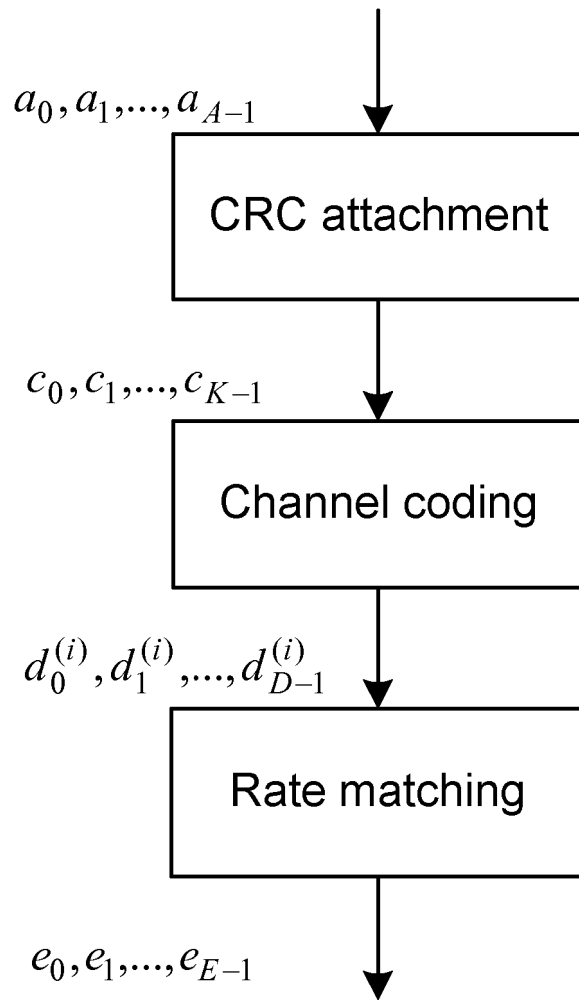 a_0, a_1, ..., a_{A-1}
CRC attachment
c_0, c_1, ..., c_{K-1}
Channel coding
d_0^{(i)}, d_1^{(i)}, ..., d_{D-1}^{(i)}
Rate matching
e_0, e_1, ..., e_{E-1}